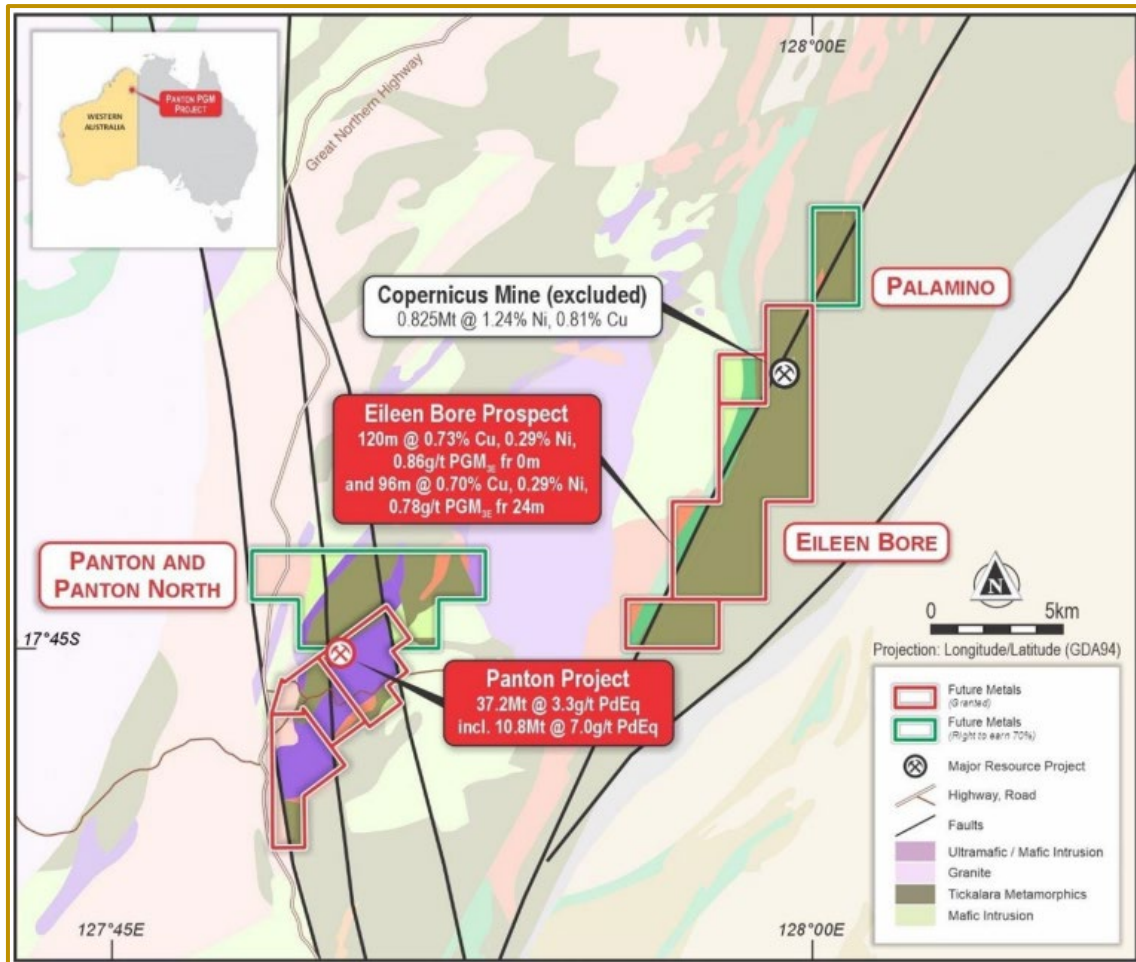 128°00E
PANTON PGM
PROJECT
WESTERN
AUSTRALIA
Great Northern Highway
Copernicus Mine (excluded)
0.825Mt @ 1.24% Ni, 0.81% Cu
PALAMINO
Eileen Bore Prospect
120m @ 0.73% Cu, 0.29% Ni,
0.86g/t PGM3E fr 0m
and 96m @ 0.70% Cu, 0.29% Ni,
0.78g/t PGM3E fr 24m
EILEEN BORE
PANTON AND
PANTON NORTH
N
0 5km
17°45S
Projection: Longitude/Latitude (GDA94)
Panton Project
37.2Mt @ 3.3g/t PdEq
incl. 10.8Mt @ 7.0g/t PdEq
Future Metals
(Granted)
Future Metals
(Right to earn 70%)
Major Resource Project
Highway, Road
Faults
Ultramafic / Mafic Intrusion
Granite
Tickalara Metamorphics
Mafic Intrusion
127°45E
128°00E